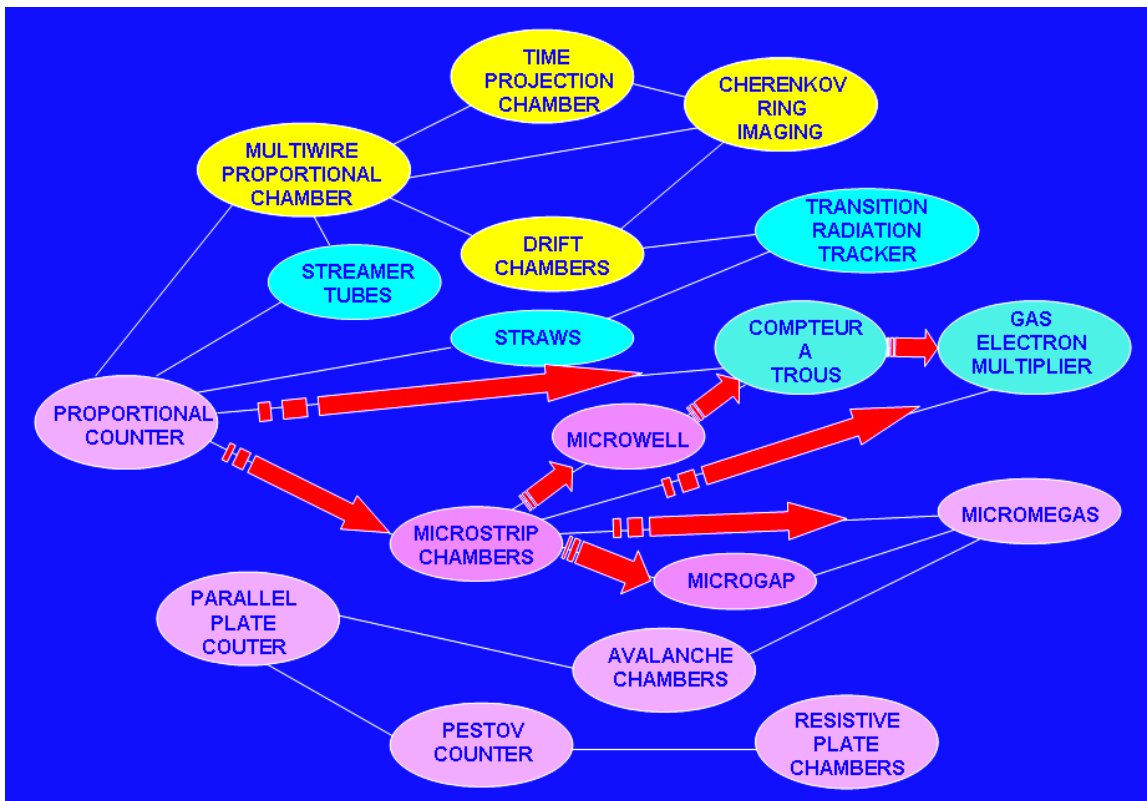 TIME
PROJECTION
CHAMBER
CHERENKOV
RING
IMAGING
MULTIWIRE
PROPORTIONAL
CHAMBER
TRANSITION
RADIATION
TRACKER
DRIFT
CHAMBERS
STREAMER
TUBES
STRAWS
COMPTEUR
A
TROUS
GAS
ELECTRON
MULTIPLIER
PROPORTIONAL
COUNTER
MICROWELL
MICROSTRIP
CHAMBERS
MICROMEGAS
MICROGAP
PARALLEL
PLATE
COUTER
AVALANCHE
CHAMBERS
PESTOV
COUNTER
RESISTIVE
PLATE
CHAMBERS